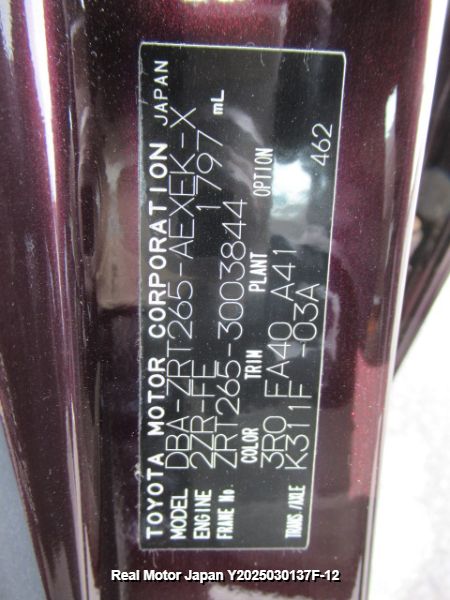 TOYOTA MOTOR CORPORATION JAPAN
MODEL DBA-ZRT265-AEXEK-X
ENGINE 2ZR-FE 1797 mL
FRAME No. ZRT265-3003844
COLOR TRIM PLANT OPTION
3R0 FA40 A41 462
TRANS./AXLE K311F -03A
Real Motor Japan Y2025030137F-12